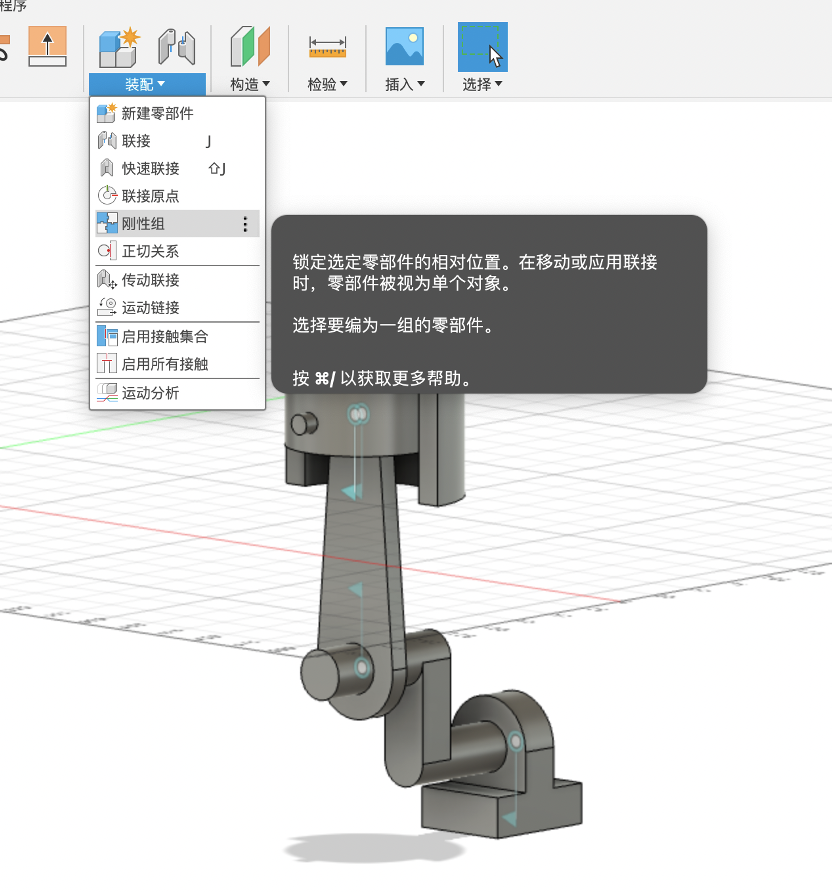 程序
装配
构造
检验
插入
选择
新建零部件
联接 J
快速联接 ⇧J
联接原点
刚性组
正切关系
传动联接
运动链接
启用接触集合
启用所有接触
运动分析
锁定选定零部件的相对位置。在移动或应用联接
时，零部件被视为单个对象。
选择要编为一组的零部件。
按 ⌘/ 以获取更多帮助。